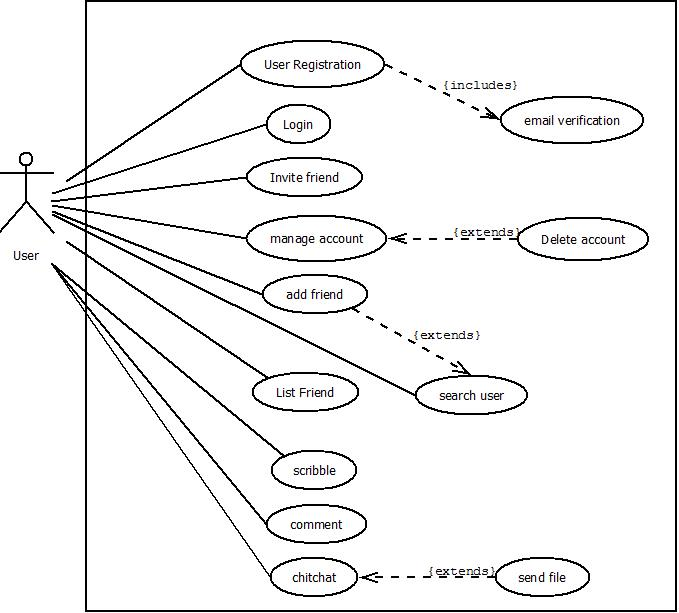 User Registration
{includes}
email verification
Login
Invite friend
manage account
{extends}
Delete account
User
add friend
{extends}
List Friend
search user
scribble
comment
chitchat
{extends}
send file